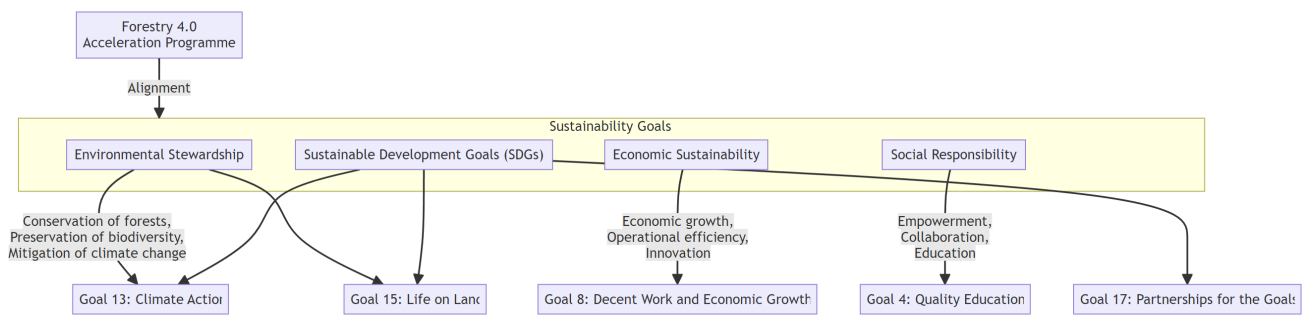 Forestry 4.0
Acceleration Programme
Alignment
Sustainability Goals
Environmental Stewardship
Sustainable Development Goals (SDGs)
Economic Sustainability
Social Responsibility
Conservation of forests,
Preservation of biodiversity,
Mitigation of climate change
Economic growth,
Operational efficiency,
Innovation
Empowerment,
Collaboration,
Education
Goal 13: Climate Action
Goal 15: Life on Land
Goal 8: Decent Work and Economic Growth
Goal 4: Quality Education
Goal 17: Partnerships for the Goals